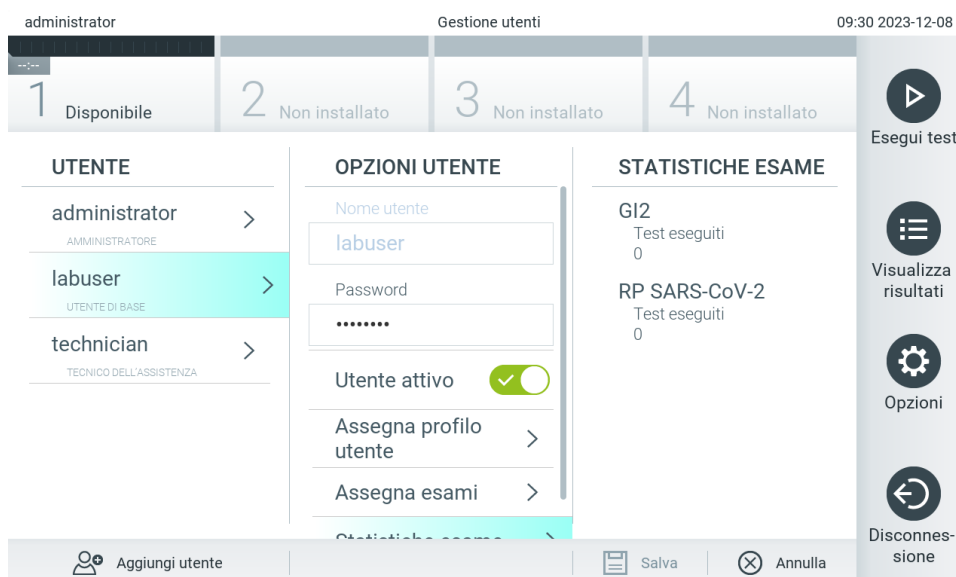 administrator Gestione utenti 09:30 2023-12-08
--:--
1 Disponibile
2 Non installato
3 Non installato
4 Non installato
UTENTE
administrator
AMMINISTRATORE
labuser
UTENTE DI BASE
technician
TECNICO DELL'ASSISTENZA
OPZIONI UTENTE
Nome utente
labuser
Password
••••••••
Utente attivo
Assegna profilo
utente
Assegna esami
Statistiche esame
STATISTICHE ESAME
GI2
Test eseguiti
0
RP SARS-CoV-2
Test eseguiti
0
Esegui test
Visualizza
risultati
Opzioni
Disconnes-
sione
Aggiungi utente
Salva
Annulla